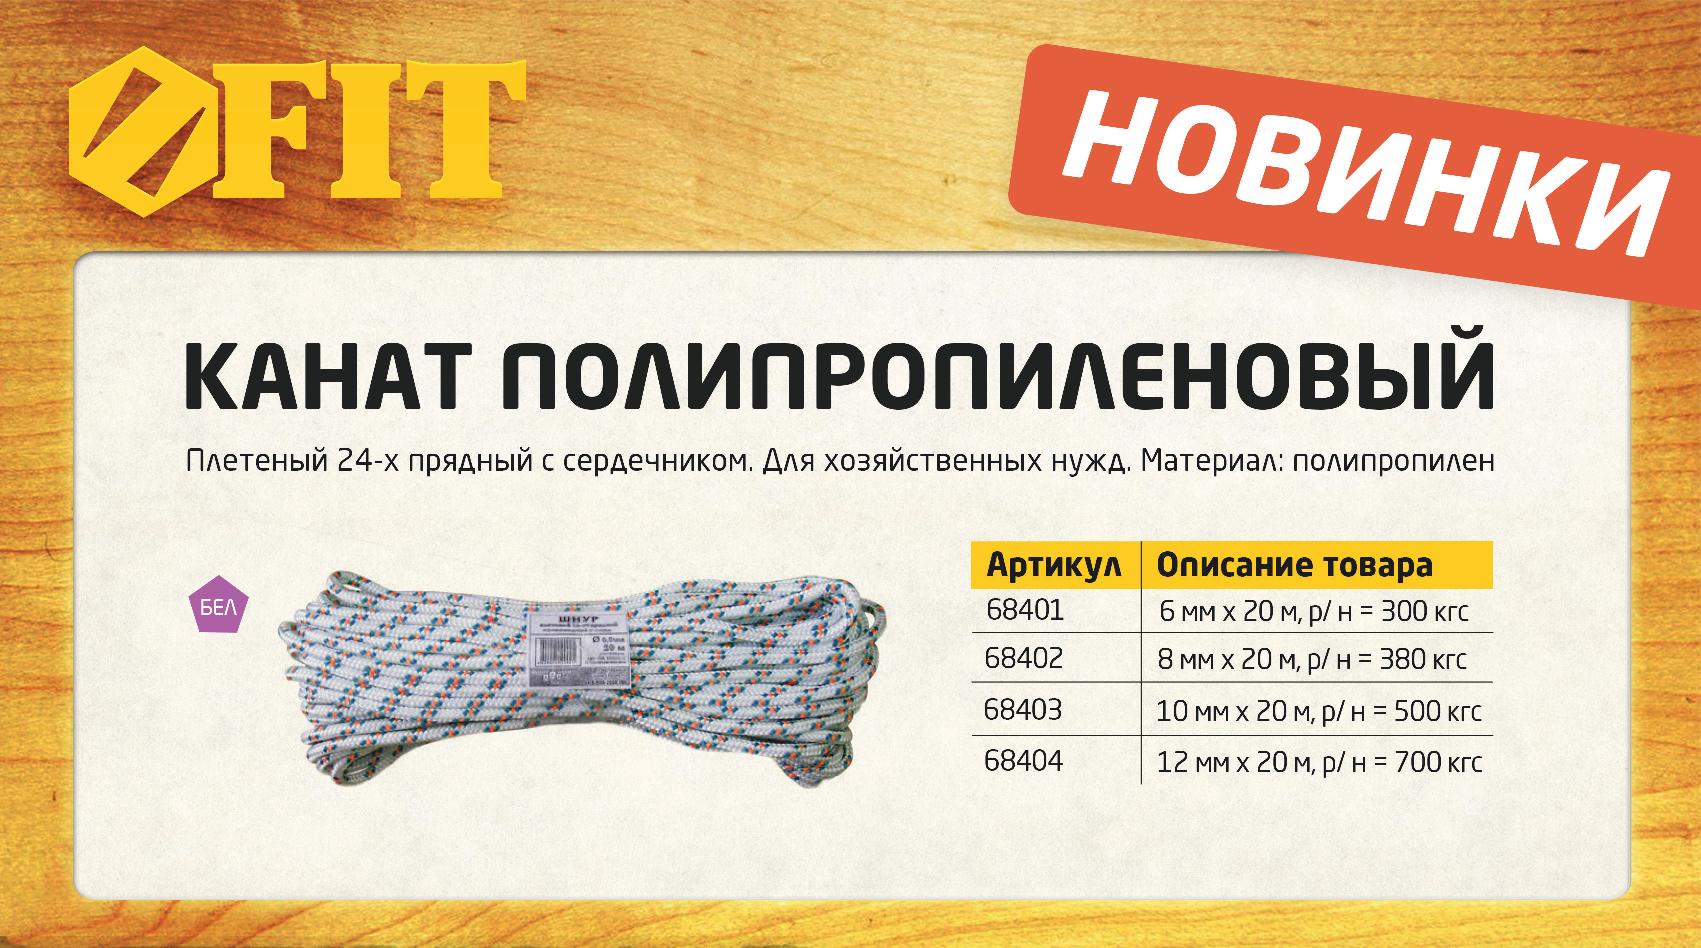 FIT
НОВИНКИ
КАНАТ ПОЛИПРОПИЛЕНОВЫЙ
Плетеный 24-х прядный с сердечником. Для хозяйственных нужд. Материал: полипропилен
БЕЛ
ШНУР
20 м
Артикул Описание товара
68401 6 мм х 20 м, р/ н = 300 кгс
68402 8 мм х 20 м, р/ н = 380 кгс
68403 10 мм х 20 м, р/ н = 500 кгс
68404 12 мм х 20 м, р/ н = 700 кгс